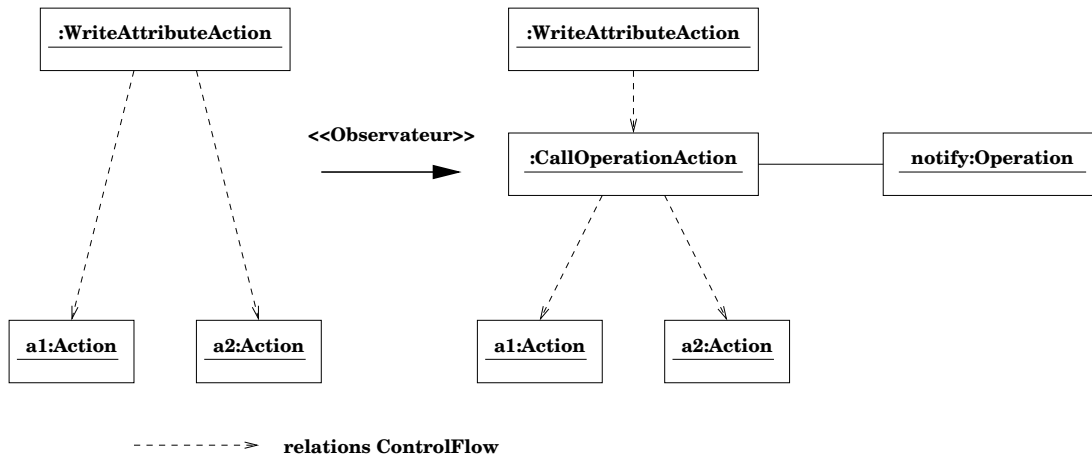 :WriteAttributeAction
:WriteAttributeAction
<<Observateur>>
:CallOperationAction
notify:Operation
a1:Action
a2:Action
a1:Action
a2:Action
relations ControlFlow